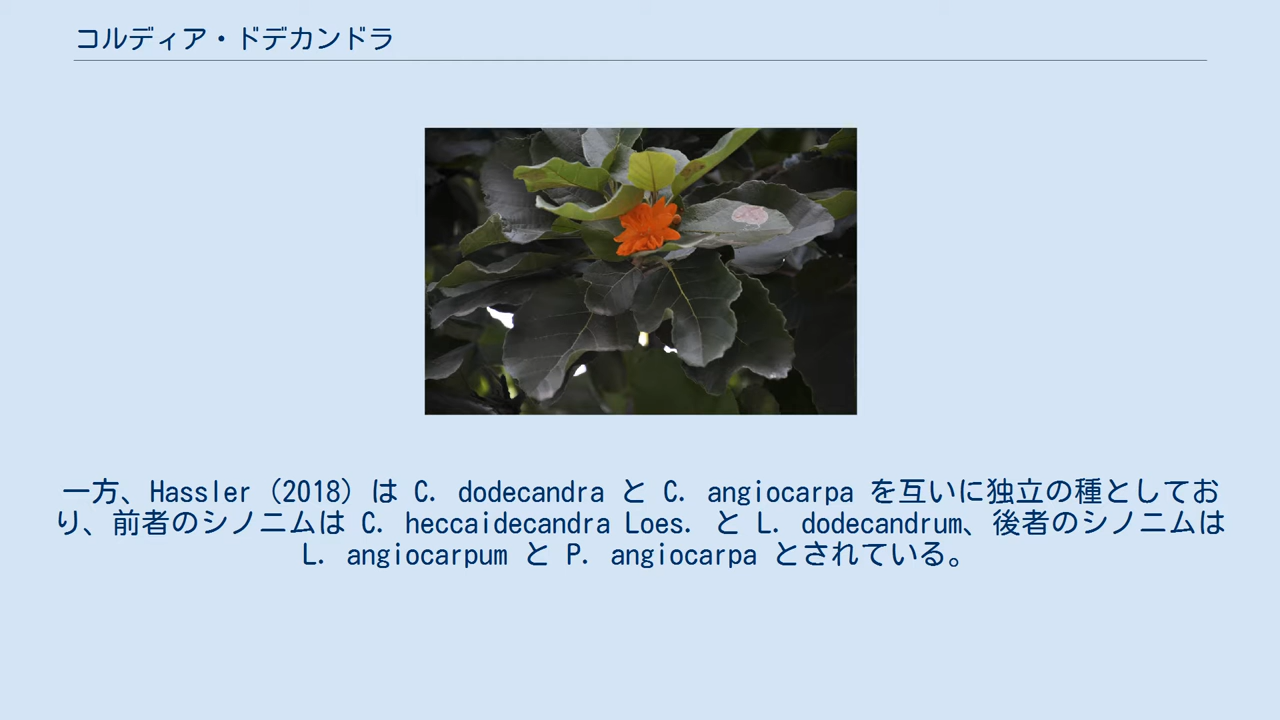 コルディア・ドデカンドラ
一方、Hassler（2018）は C. dodecandra と C. angiocarpa を互いに独立の種としてお
り、前者のシノニムは C. heccaidecandra Loes. と L. dodecandrum、後者のシノニムは
L. angiocarpum と P. angiocarpa とされている。